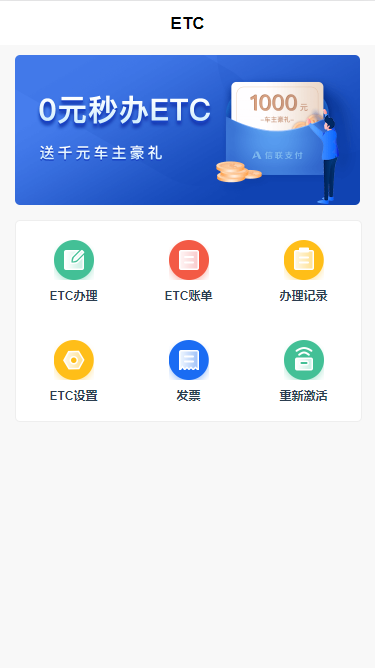 ETC
0元秒办ETC
送千元车主豪礼
1000元
~车主豪礼~
信联支付
ETC办理
ETC账单
办理记录
ETC设置
发票
重新激活